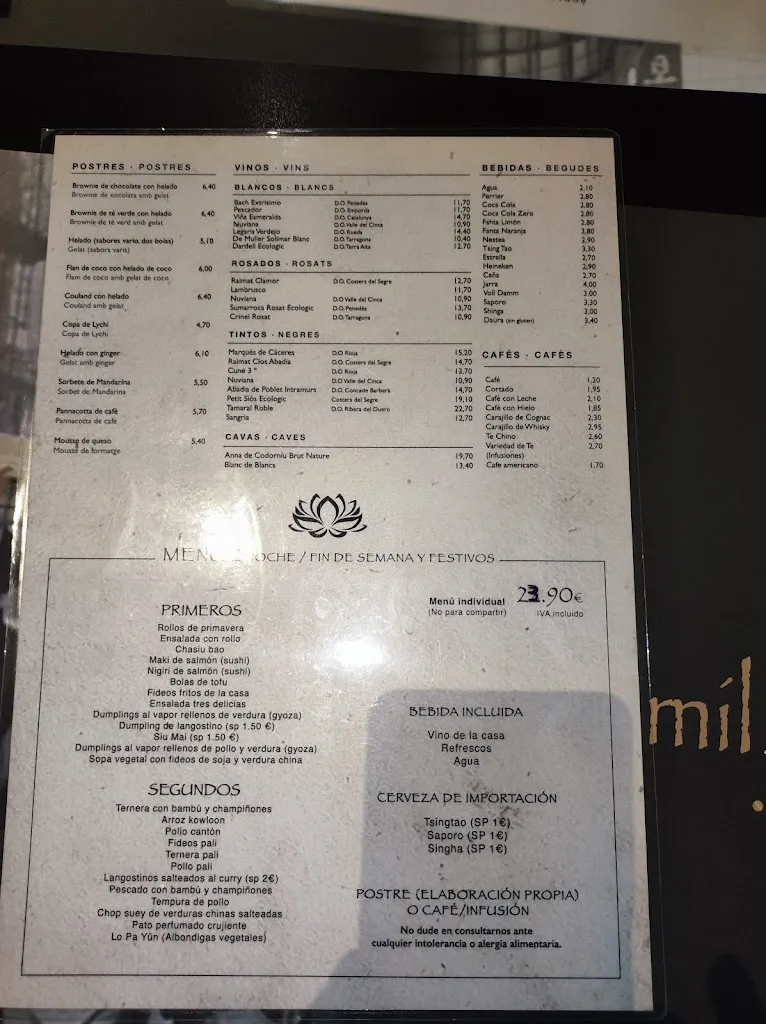 POSTRES · POSTRES
Brownie de chocolate con helado 6,40
Brownie de xocolata amb gelat
Brownie de té verde con helado 6,40
Brownie de té verd amb gelat
Helado (sabores vario, dos bolas) 5,10
Gelat (sabors varis)
Flan de coco con helado de coco 6,00
Flam de coco amb gelat de coco
Couland con helado 6,40
Couland amb gelat
Copa de Lychi 4,70
Copa de Lychi
Helado con ginger 6,10
Gelat amb ginger
Sorbete de Mandarina 5,50
Sorbet de Mandarina
Pannacotta de café 5,70
Pannacotta de cafè
Mousse de queso 5,40
Mousse de formatge
VINOS · VINS
BLANCOS · BLANCS
Bach Extrísimo D.O. Penedès 11,70
Pescador D.O. Empordà 11,70
Viña Esmeralda D.O. Catalunya 14,70
Nuviana D.O. Valle del Cinca 10,90
Legaris Verdejo D.O. Rueda 14,40
De Muller Solimar Blanc D.O. Tarragona 10,40
Dardell Ecologic D.O. Terra Alta 12,70
ROSADOS · ROSATS
Raimat Clamor D.O. Costers del Segre 12,70
Lambrusco 11,70
Nuviana D.O. Valle del Cinca 10,90
Sumarroca Rosat Ecologic D.O. Penedès 13,70
Crinel Rosat D.O. Tarragona 10,90
TINTOS · NEGRES
Marqués de Cáceres D.O. Rioja 15,20
Raimat Clos Abadia D.O. Costers del Segre 14,70
Cune 3 º D.O. Rioja 13,70
Nuviana D.O. Valle del Cinca 10,90
Abadia de Poblet Intramurs D.O. Concade Barberà 14,70
Petit Siós Ecologic Costers del Segre 19,10
Tamaral Roble D.O. Ribera del Duero 22,70
Sangria 12,70
CAVAS · CAVES
Anna de Codorníu Brut Nature 19,70
Blanc de Blancs 13,40
BEBIDAS · BEGUDES
Agua 2,10
Perrier 2,80
Coca Cola 2,80
Coca Cola Zero 2,80
Fahta Limón 2,80
Fanta Naranja 2,80
Nestea 2,90
Tsing Tao 3,30
Estrella 2,70
Heineken 2,90
Caña 2,70
Jarra 4,00
Voll Damm 3,00
Saporo 3,30
Shinga 3,00
Daura (sin gluten) 3,40
CAFÉS · CAFÈS
Café 1,20
Cortado 1,95
Café con Leche 2,10
Café con Hielo 1,85
Carajillo de Cognac 2,30
Carajillo de Whisky 2,95
Te Chino 2,60
Variedad de Te 2,70
(Infusiones)
Cafe americano 1,70
MENÚ NOCHE / FIN DE SEMANA Y FESTIVOS
Menú individual 23.90€
(No para compartir) IVA incluido
PRIMEROS
Rollos de primavera
Ensalada con rollo
Chasiu bao
Maki de salmón (sushi)
Nigiri de salmón (sushi)
Bolas de tofu
Fideos fritos de la casa
Ensalada tres delicias
Dumplings al vapor rellenos de verdura (gyoza)
Dumpling de langostino (sp 1.50 €)
Siu Mai (sp 1.50 €)
Dumplings al vapor rellenos de pollo y verdura (gyoza)
Sopa vegetal con fideos de soja y verdura china
SEGUNDOS
Ternera con bambú y champiñones
Arroz kowloon
Pollo cantòn
Fideos pali
Ternera pali
Pollo pali
Langostinos salteados al curry (sp 2€)
Pescado con bambú y champiñones
Tempura de pollo
Chop suey de verduras chinas salteadas
Pato perfumado crujiente
Lo Pa Yûn (Albondigas vegetales)
BEBIDA INCLUIDA
Vino de la casa
Refrescos
Agua
CERVEZA DE IMPORTACIÓN
Tsingtao (SP 1€)
Saporo (SP 1€)
Singha (SP 1€)
POSTRE (ELABORACIÓN PROPIA)
O CAFÉ/INFUSIÓN
No dude en consultarnos ante
cualquier intolerancia o alergia alimentaria.
mil